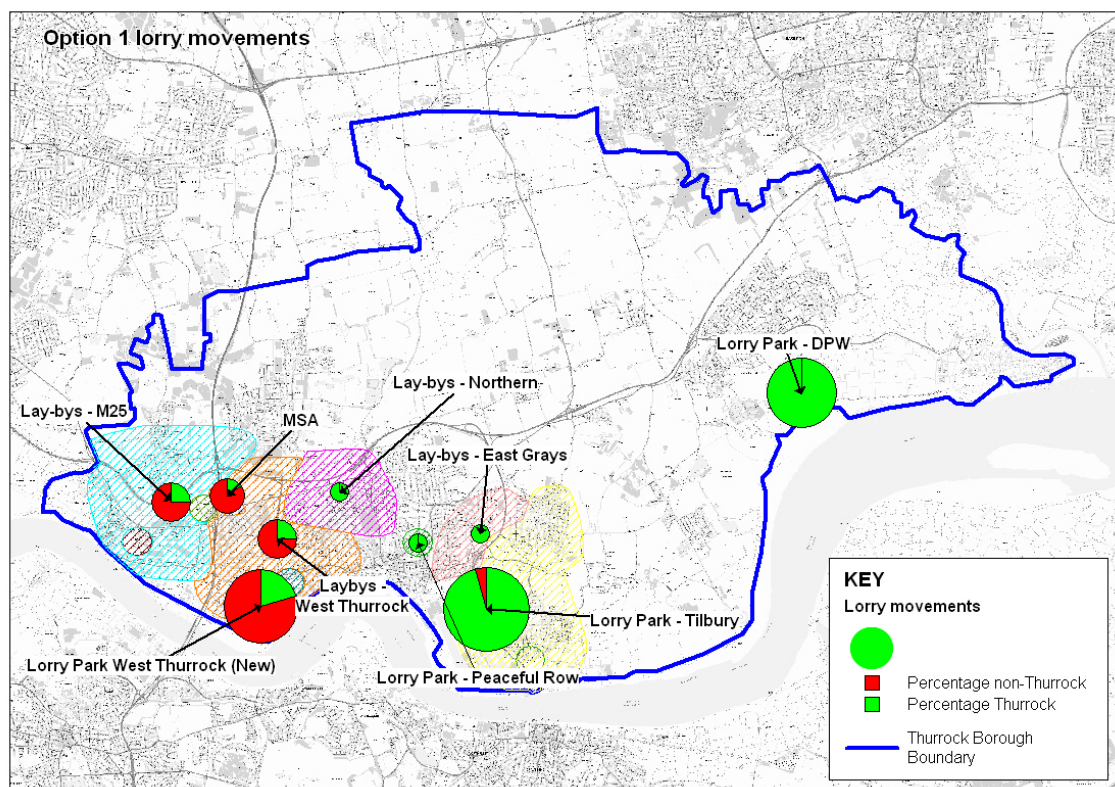 Option 1 lorry movements
Lorry Park - DPW
Lay-bys - Northern
Lay-bys - M25
MSA
Lay-bys - East Grays
Laybys -
West Thurrock
Lorry Park - Tilbury
Lorry Park West Thurrock (New)
Lorry Park - Peaceful Row
KEY
Lorry movements
Percentage non-Thurrock
Percentage Thurrock
Thurrock Borough
Boundary